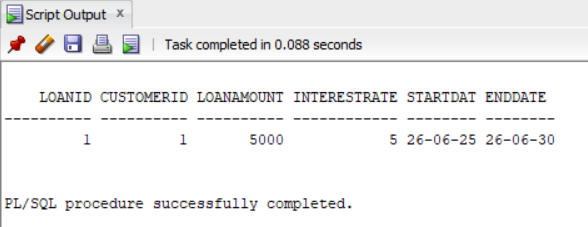 Script Output x
Task completed in 0.088 seconds
LOANID CUSTOMERID LOANAMOUNT INTERESTRATE STARTDAT ENDDATE
---------- ---------- ---------- ------------ -------- --------
1 1 5000 5 26-06-25 26-06-30
PL/SQL procedure successfully completed.